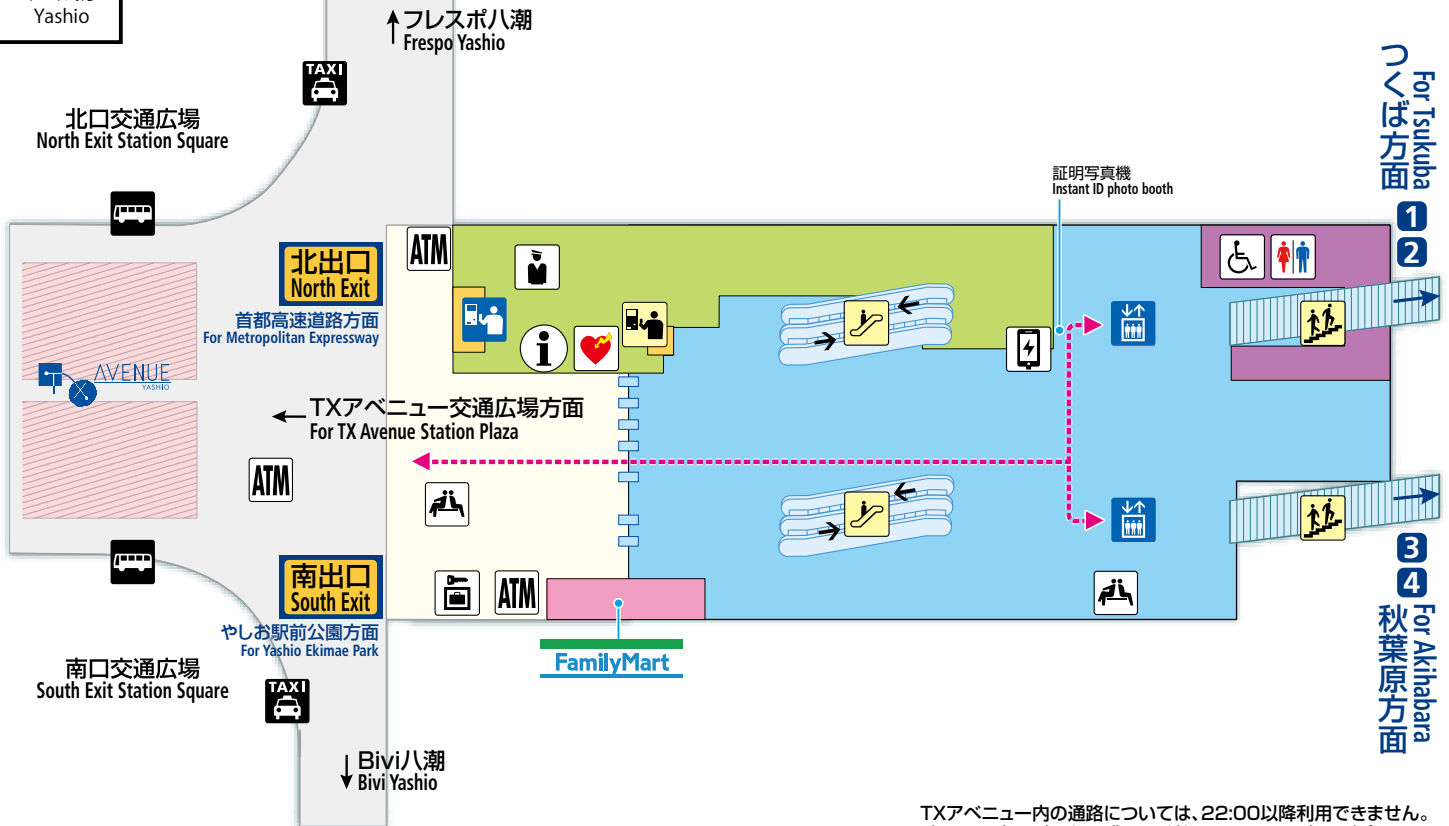 Yashio
フレスポ八潮
Frespo Yashio
TAXI
北口交通広場
North Exit Station Square
つくば方面
For Tsukuba
1
2
証明写真機
Instant ID photo booth
ATM
北出口
North Exit
首都高速道路方面
For Metropolitan Expressway
i
AVENUE
YASHIO
TXアベニュー交通広場方面
For TX Avenue Station Plaza
ATM
南出口
South Exit
やしお駅前公園方面
For Yashio Ekimae Park
ATM
FamilyMart
南口交通広場
South Exit Station Square
TAXI
3
4
秋葉原方面
For Akihabara
Bivi八潮
Bivi Yashio
TXアベニュー内の通路については、22:00以降利用できません。